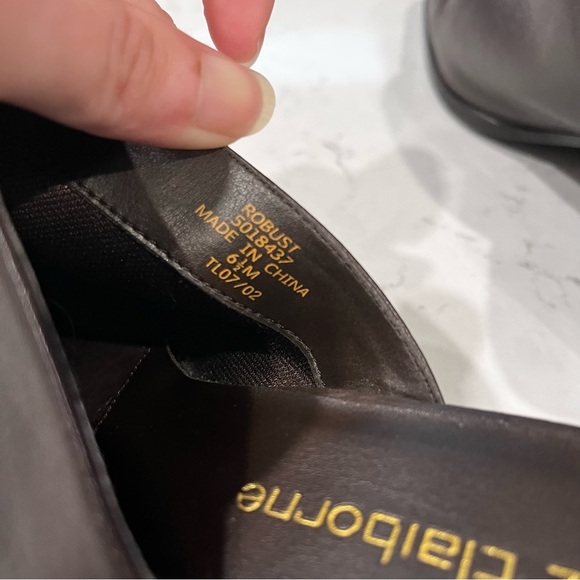 ROBUST
5018437
MADE IN CHINA
6½M
TL07/02
claiborne